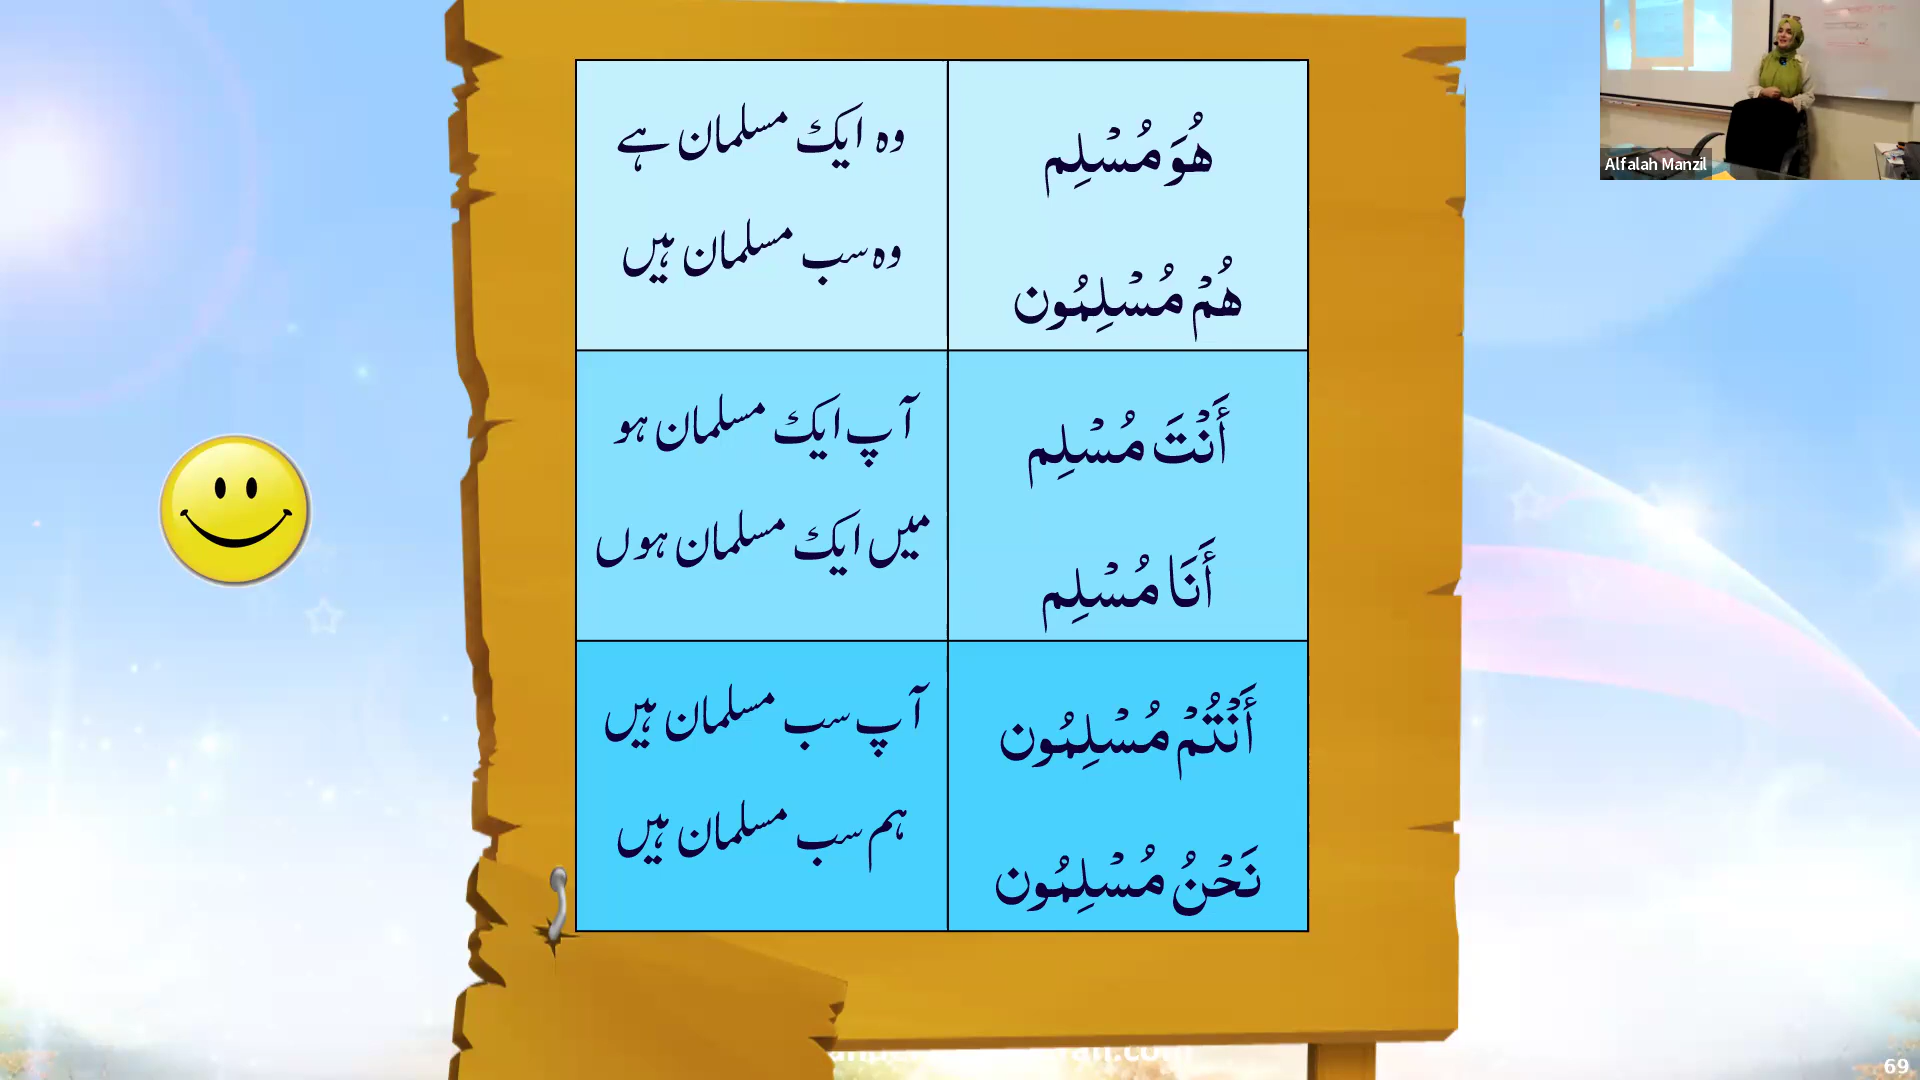 هُوَ مُسْلِم
هُمْ مُسْلِمُون
وہ ایک مسلمان ہے
وہ سب مسلمان ہیں
أَنْتَ مُسْلِم
أَنَا مُسْلِم
آپ ایک مسلمان ہو
میں ایک مسلمان ہوں
أَنْتُمْ مُسْلِمُون
نَحْنُ مُسْلِمُون
آپ سب مسلمان ہیں
ہم سب مسلمان ہیں
Alfalah Manzil
69